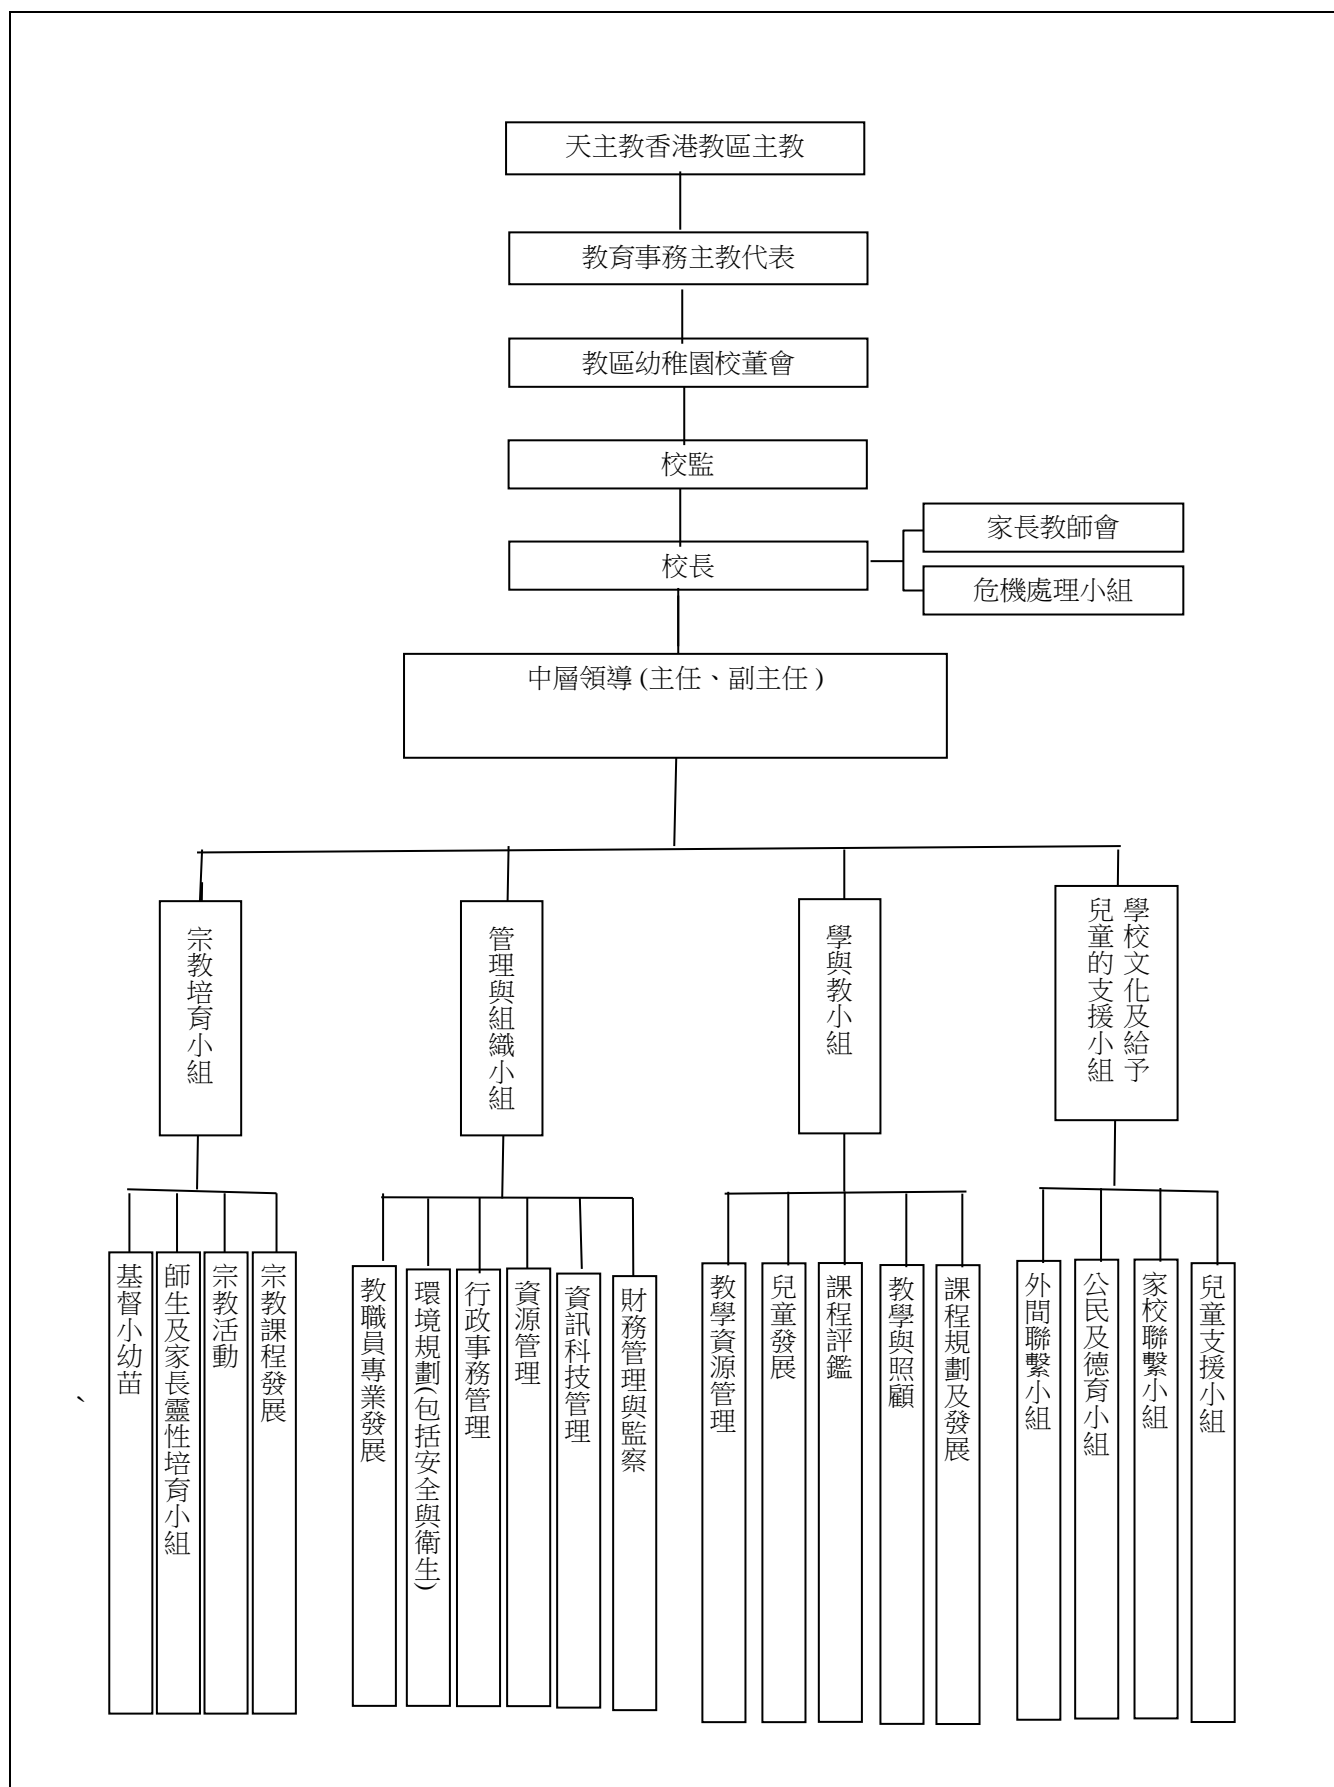 天主教香港教區主教
教育事務主教代表
教區幼稚園校董會
校監
校長
家長教師會
危機處理小組
中層領導(主任、副主任)
宗教培育小組
管理與組織小組
學與教小組
學校文化及給予
兒童的支援小組
基督小幼苗
師生及家長靈性培育小組
宗教活動
宗教課程發展
教職員專業發展
環境規劃(包括安全與衛生)
行政事務管理
資源管理
資訊科技管理
財務管理與監察
教學資源管理
兒童發展
課程評鑑
教學與照顧
課程規劃及發展
外間聯繫小組
公民及德育小組
家校聯繫小組
兒童支援小組
、